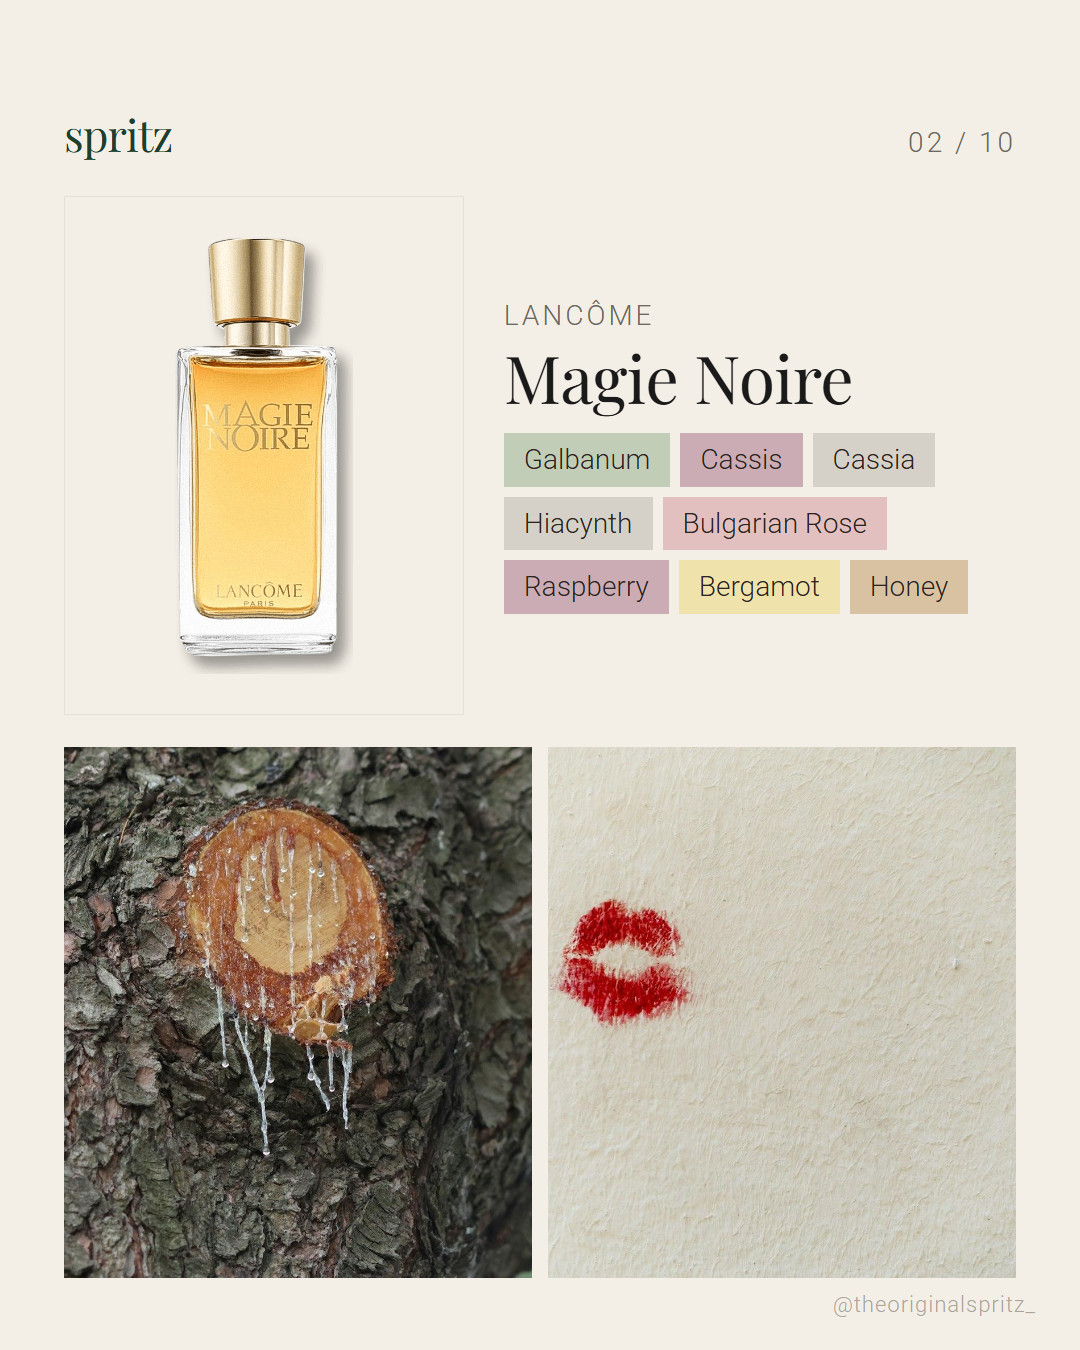 spritz
02 / 10
MAGIE
NOIRE
LANCÔME
PARIS
LANCÔME
Magie Noire
Galbanum Cassis Cassia
Hiacynth Bulgarian Rose
Raspberry Bergamot Honey
@theoriginalspritz_